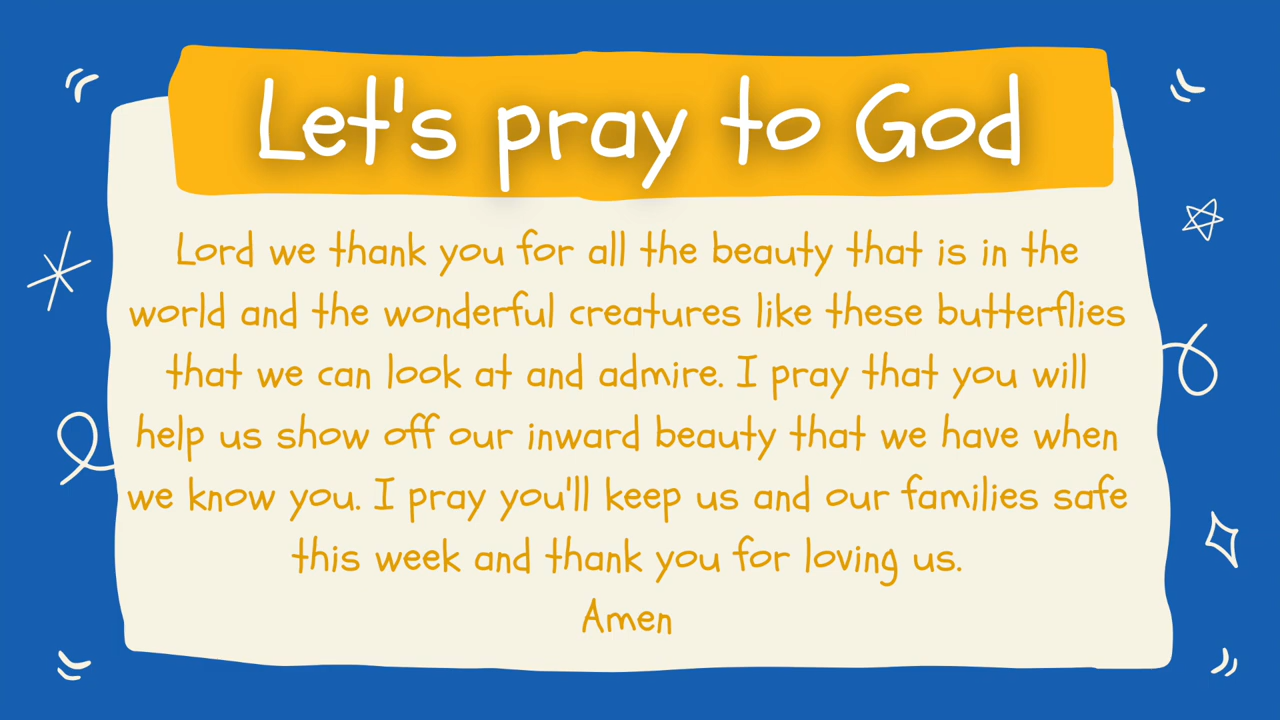 Let's pray to God
Lord we thank you for all the beauty that is in the
world and the wonderful creatures like these butterflies
that we can look at and admire. I pray that you will
help us show off our inward beauty that we have when
we know you. I pray you'll keep us and our families safe
this week and thank you for loving us.
Amen